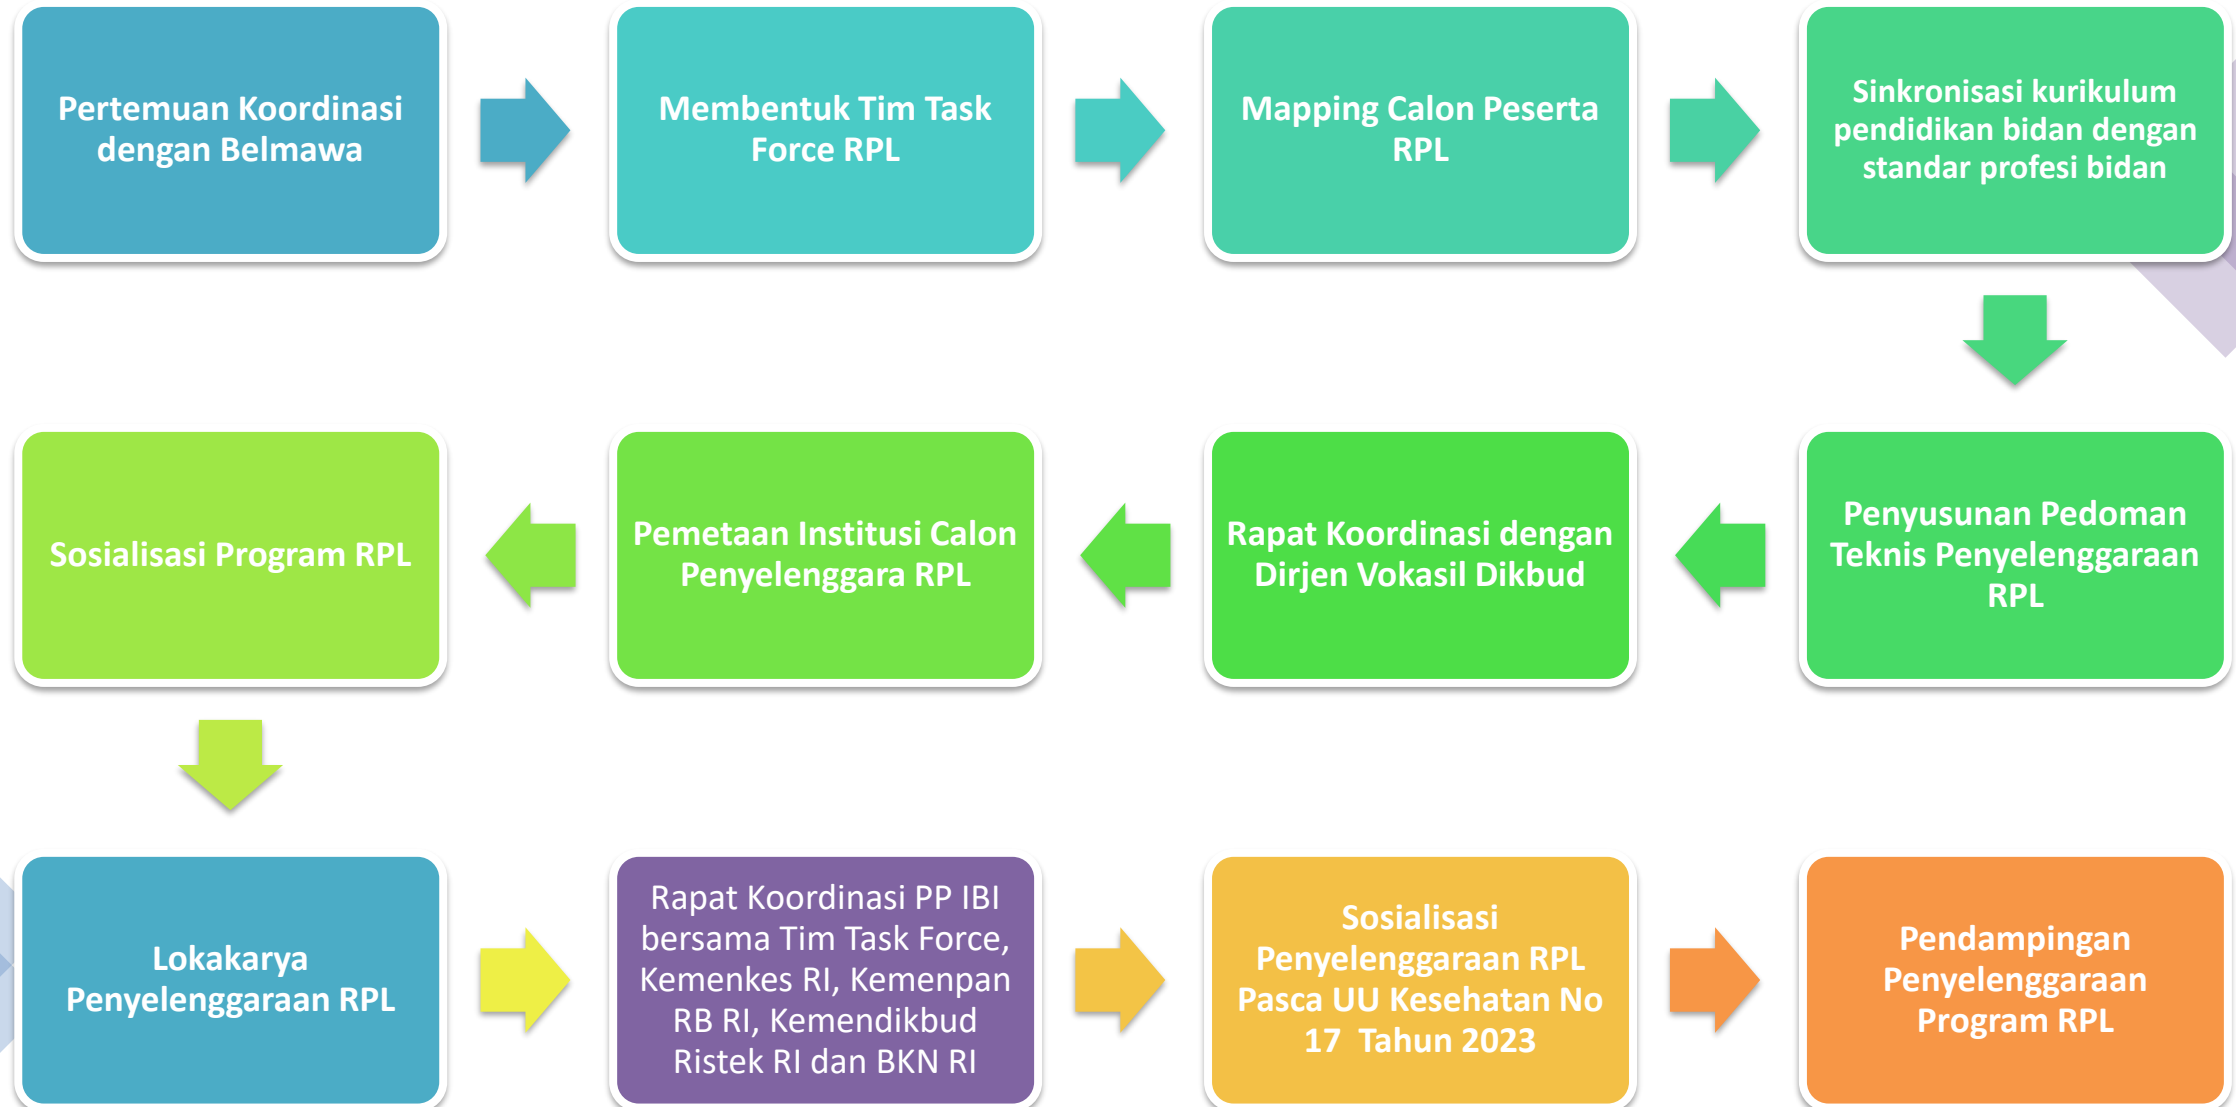 Pertemuan Koordinasi
dengan Belmawa
Membentuk Tim Task
Force RPL
Mapping Calon Peserta
RPL
Sinkronisasi kurikulum
pendidikan bidan dengan
standar profesi bidan
Penyusunan Pedoman
Teknis Penyelenggaraan
RPL
Rapat Koordinasi dengan
Dirjen Vokasil Dikbud
Pemetaan Institusi Calon
Penyelenggara RPL
Sosialisasi Program RPL
Lokakarya
Penyelenggaraan RPL
Rapat Koordinasi PP IBI
bersama Tim Task Force,
Kemenkes RI, Kemenpan
RB RI, Kemendikbud
Ristek RI dan BKN RI
Sosialisasi
Penyelenggaraan RPL
Pasca UU Kesehatan No
17 Tahun 2023
Pendampingan
Penyelenggaraan
Program RPL